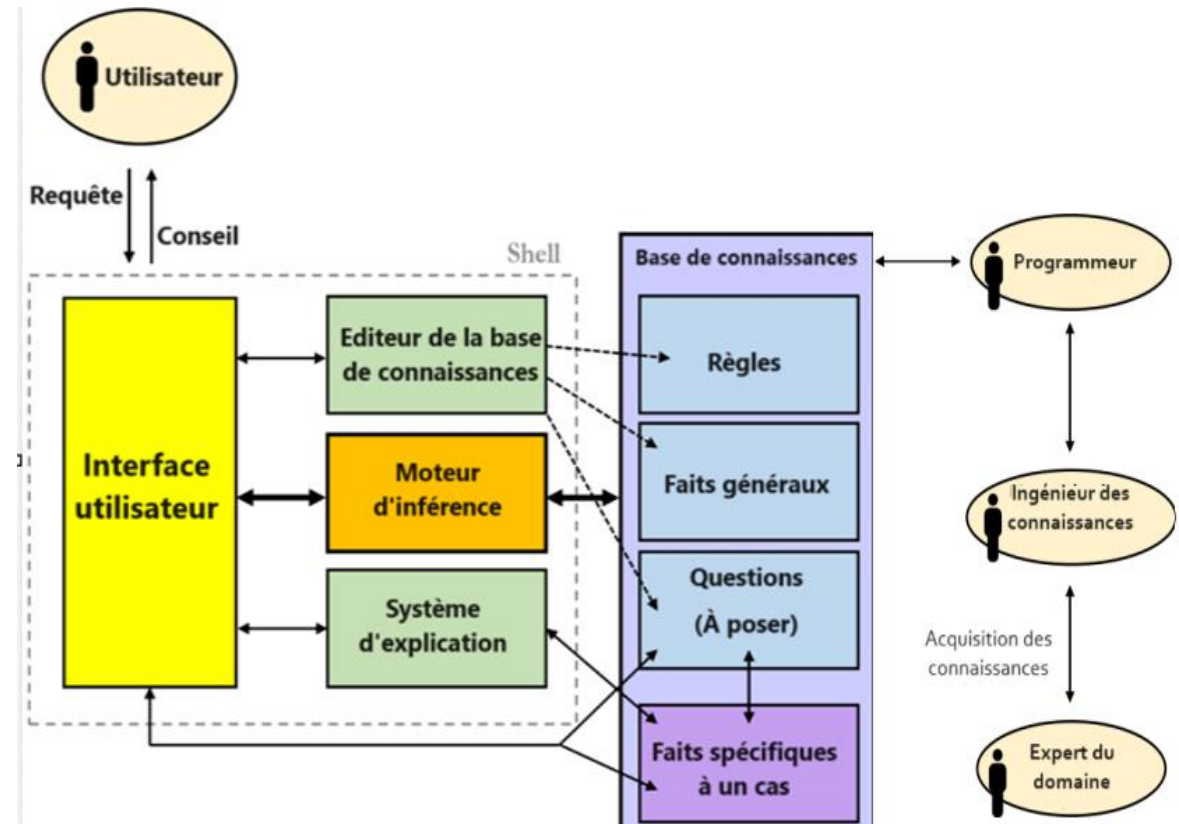 Utilisateur
Requête
Conseil
Shell
Interface
utilisateur
Editeur de la base
de connaissances
Moteur
d'inférence
Système
d'explication
Base de connaissances
Règles
Faits généraux
Questions
(À poser)
Faits spécifiques
à un cas
Programmeur
Ingénieur des
connaissances
Acquisition des
connaissances
Expert du
domaine